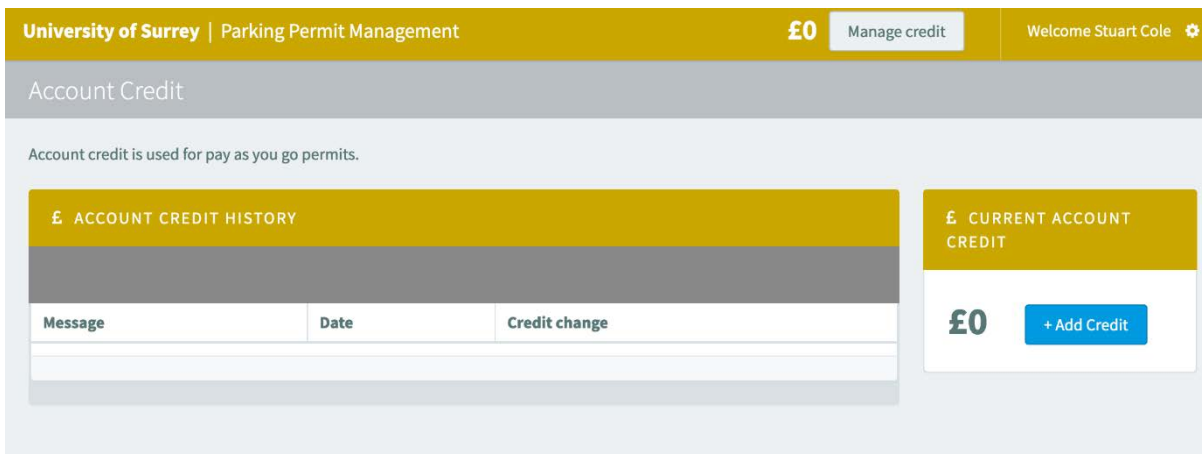 University of Surrey | Parking Permit Management
£0
Manage credit
Welcome Stuart Cole
Account Credit
Account credit is used for pay as you go permits.
£ ACCOUNT CREDIT HISTORY
Message
Date
Credit change
£ CURRENT ACCOUNT
CREDIT
£0
+ Add Credit